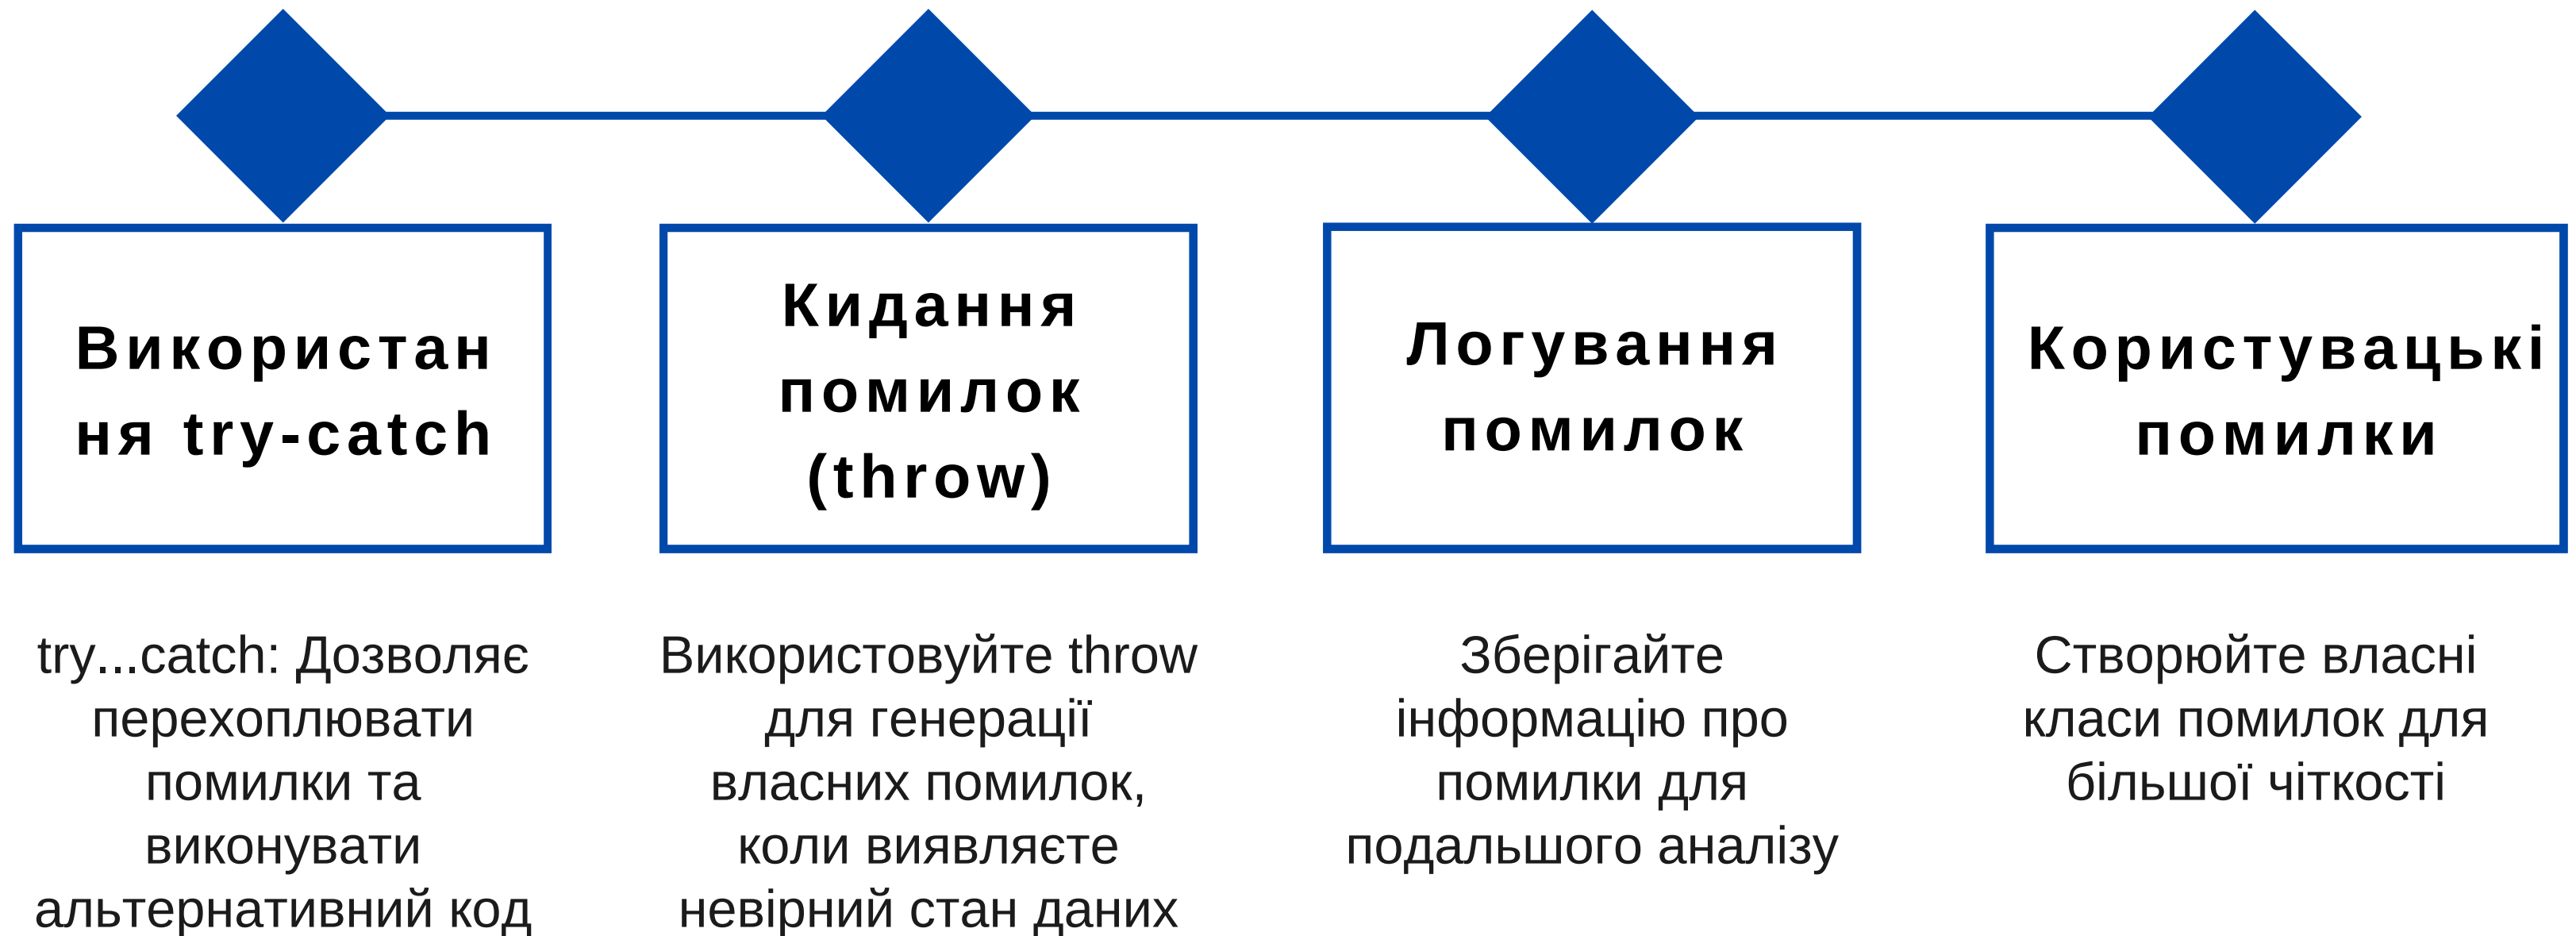 Використан
ня try-catch
Кидання
помилок
(throw)
Логування
помилок
Користувацькі
помилки
try...catch: Дозволяє
перехоплювати
помилки та
виконувати
альтернативний код
Використовуйте throw
для генерації
власних помилок,
коли виявляєте
невірний стан даних
Зберігайте
інформацію про
помилки для
подальшого аналізу
Створюйте власні
класи помилок для
більшої чіткості